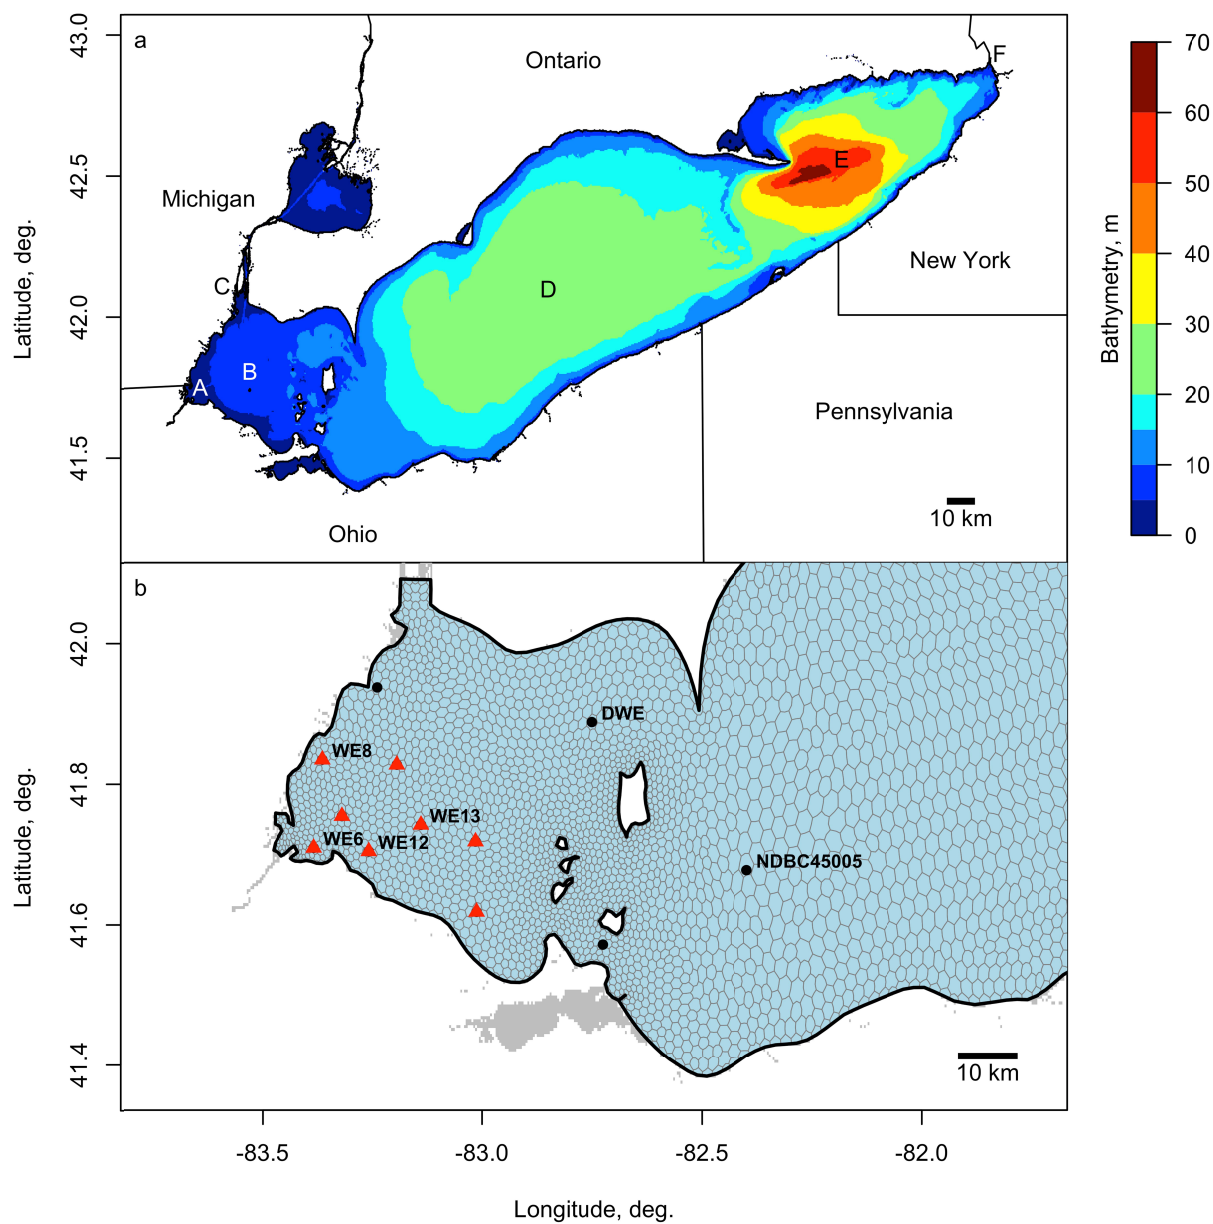 a
Ontario
Michigan
New York
Pennsylvania
Ohio
A
B
C
D
E
F
10 km
43.0
42.5
42.0
41.5
Latitude, deg.
70
60
50
40
30
20
10
0
Bathymetry, m
b
DWE
WE8
WE13
WE6
WE12
NDBC45005
10 km
42.0
41.8
41.6
41.4
Latitude, deg.
-83.5
-83.0
-82.5
-82.0
Longitude, deg.